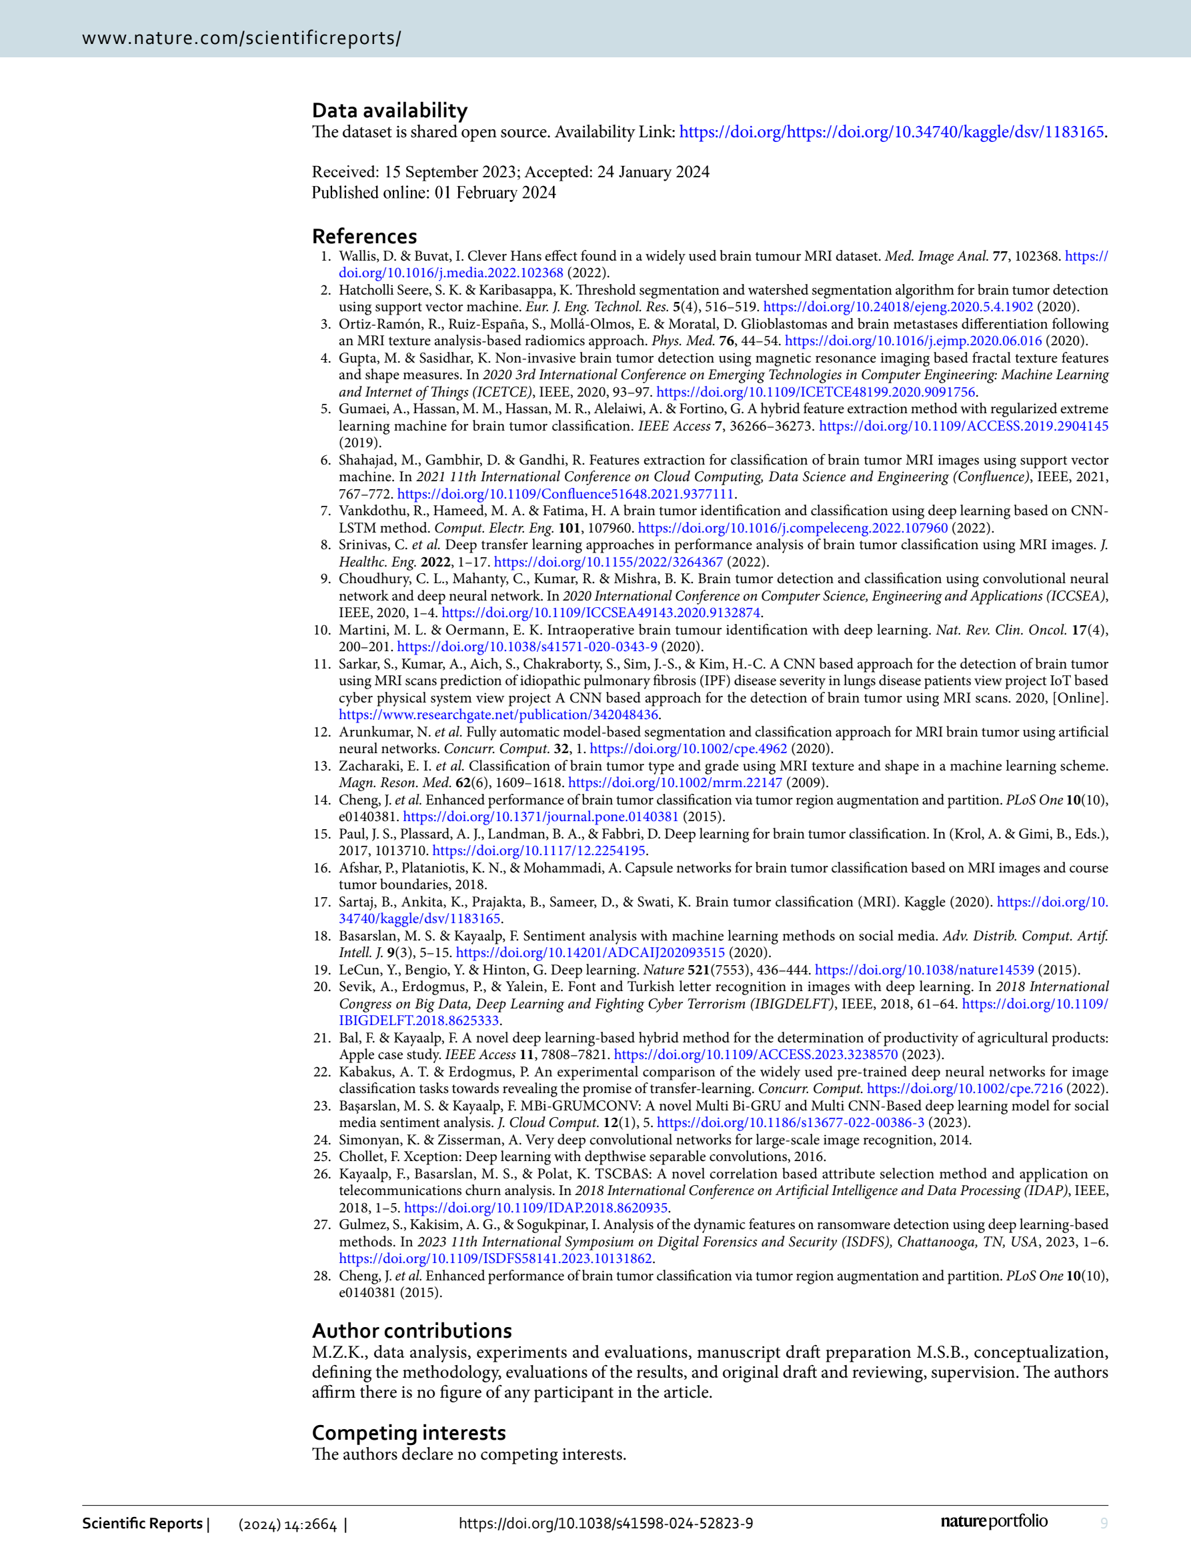 www.nature.com/scientificreports/
Data availability
The dataset is shared open source. Availability Link: https://doi.org/https://doi.org/10.34740/kaggle/dsv/1183165.
Received: 15 September 2023; Accepted: 24 January 2024
Published online: 01 February 2024
References
1. Wallis, D. & Buvat, I. Clever Hans effect found in a widely used brain tumour MRI dataset. Med. Image Anal. 77, 102368. https://
doi.org/10.1016/j.media.2022.102368 (2022).
2. Hatcholli Seere, S. K. & Karibasappa, K. Threshold segmentation and watershed segmentation algorithm for brain tumor detection
using support vector machine. Eur. J. Eng. Technol. Res. 5(4), 516–519. https://doi.org/10.24018/ejeng.2020.5.4.1902 (2020).
3. Ortiz-Ramón, R., Ruiz-España, S., Mollá-Olmos, E. & Moratal, D. Glioblastomas and brain metastases differentiation following
an MRI texture analysis-based radiomics approach. Phys. Med. 76, 44–54. https://doi.org/10.1016/j.ejmp.2020.06.016 (2020).
4. Gupta, M. & Sasidhar, K. Non-invasive brain tumor detection using magnetic resonance imaging based fractal texture features
and shape measures. In 2020 3rd International Conference on Emerging Technologies in Computer Engineering: Machine Learning
and Internet of Things (ICETCE), IEEE, 2020, 93–97. https://doi.org/10.1109/ICETCE48199.2020.9091756.
5. Gumaei, A., Hassan, M. M., Hassan, M. R., Alelaiwi, A. & Fortino, G. A hybrid feature extraction method with regularized extreme
learning machine for brain tumor classification. IEEE Access 7, 36266–36273. https://doi.org/10.1109/ACCESS.2019.2904145
(2019).
6. Shahajad, M., Gambhir, D. & Gandhi, R. Features extraction for classification of brain tumor MRI images using support vector
machine. In 2021 11th International Conference on Cloud Computing, Data Science and Engineering (Confluence), IEEE, 2021,
767–772. https://doi.org/10.1109/Confluence51648.2021.9377111.
7. Vankdothu, R., Hameed, M. A. & Fatima, H. A brain tumor identification and classification using deep learning based on CNN-
LSTM method. Comput. Electr. Eng. 101, 107960. https://doi.org/10.1016/j.compeleceng.2022.107960 (2022).
8. Srinivas, C. et al. Deep transfer learning approaches in performance analysis of brain tumor classification using MRI images. J.
Healthc. Eng. 2022, 1–17. https://doi.org/10.1155/2022/3264367 (2022).
9. Choudhury, C. L., Mahanty, C., Kumar, R. & Mishra, B. K. Brain tumor detection and classification using convolutional neural
network and deep neural network. In 2020 International Conference on Computer Science, Engineering and Applications (ICCSEA),
IEEE, 2020, 1–4. https://doi.org/10.1109/ICCSEA49143.2020.9132874.
10. Martini, M. L. & Oermann, E. K. Intraoperative brain tumour identification with deep learning. Nat. Rev. Clin. Oncol. 17(4),
200–201. https://doi.org/10.1038/s41571-020-0343-9 (2020).
11. Sarkar, S., Kumar, A., Aich, S., Chakraborty, S., Sim, J.-S., & Kim, H.-C. A CNN based approach for the detection of brain tumor
using MRI scans prediction of idiopathic pulmonary fibrosis (IPF) disease severity in lungs disease patients view project IoT based
cyber physical system view project A CNN based approach for the detection of brain tumor using MRI scans. 2020, [Online].
https://www.researchgate.net/publication/342048436.
12. Arunkumar, N. et al. Fully automatic model-based segmentation and classification approach for MRI brain tumor using artificial
neural networks. Concurr. Comput. 32, 1. https://doi.org/10.1002/cpe.4962 (2020).
13. Zacharaki, E. I. et al. Classification of brain tumor type and grade using MRI texture and shape in a machine learning scheme.
Magn. Reson. Med. 62(6), 1609–1618. https://doi.org/10.1002/mrm.22147 (2009).
14. Cheng, J. et al. Enhanced performance of brain tumor classification via tumor region augmentation and partition. PLoS One 10(10),
e0140381. https://doi.org/10.1371/journal.pone.0140381 (2015).
15. Paul, J. S., Plassard, A. J., Landman, B. A., & Fabbri, D. Deep learning for brain tumor classification. In (Krol, A. & Gimi, B., Eds.),
2017, 1013710. https://doi.org/10.1117/12.2254195.
16. Afshar, P., Plataniotis, K. N., & Mohammadi, A. Capsule networks for brain tumor classification based on MRI images and course
tumor boundaries, 2018.
17. Sartaj, B., Ankita, K., Prajakta, B., Sameer, D., & Swati, K. Brain tumor classification (MRI). Kaggle (2020). https://doi.org/10.
34740/kaggle/dsv/1183165.
18. Basarslan, M. S. & Kayaalp, F. Sentiment analysis with machine learning methods on social media. Adv. Distrib. Comput. Artif.
Intell. J. 9(3), 5–15. https://doi.org/10.14201/ADCAIJ202093515 (2020).
19. LeCun, Y., Bengio, Y. & Hinton, G. Deep learning. Nature 521(7553), 436–444. https://doi.org/10.1038/nature14539 (2015).
20. Sevik, A., Erdogmus, P., & Yalein, E. Font and Turkish letter recognition in images with deep learning. In 2018 International
Congress on Big Data, Deep Learning and Fighting Cyber Terrorism (IBIGDELFT), IEEE, 2018, 61–64. https://doi.org/10.1109/
IBIGDELFT.2018.8625333.
21. Bal, F. & Kayaalp, F. A novel deep learning-based hybrid method for the determination of productivity of agricultural products:
Apple case study. IEEE Access 11, 7808–7821. https://doi.org/10.1109/ACCESS.2023.3238570 (2023).
22. Kabakus, A. T. & Erdogmus, P. An experimental comparison of the widely used pre-trained deep neural networks for image
classification tasks towards revealing the promise of transfer-learning. Concurr. Comput. https://doi.org/10.1002/cpe.7216 (2022).
23. Başarslan, M. S. & Kayaalp, F. MBi-GRUMCONV: A novel Multi Bi-GRU and Multi CNN-Based deep learning model for social
media sentiment analysis. J. Cloud Comput. 12(1), 5. https://doi.org/10.1186/s13677-022-00386-3 (2023).
24. Simonyan, K. & Zisserman, A. Very deep convolutional networks for large-scale image recognition, 2014.
25. Chollet, F. Xception: Deep learning with depthwise separable convolutions, 2016.
26. Kayaalp, F., Basarslan, M. S., & Polat, K. TSCBAS: A novel correlation based attribute selection method and application on
telecommunications churn analysis. In 2018 International Conference on Artificial Intelligence and Data Processing (IDAP), IEEE,
2018, 1–5. https://doi.org/10.1109/IDAP.2018.8620935.
27. Gulmez, S., Kakisim, A. G., & Sogukpinar, I. Analysis of the dynamic features on ransomware detection using deep learning-based
methods. In 2023 11th International Symposium on Digital Forensics and Security (ISDFS), Chattanooga, TN, USA, 2023, 1–6.
https://doi.org/10.1109/ISDFS58141.2023.10131862.
28. Cheng, J. et al. Enhanced performance of brain tumor classification via tumor region augmentation and partition. PLoS One 10(10),
e0140381 (2015).
Author contributions
M.Z.K., data analysis, experiments and evaluations, manuscript draft preparation M.S.B., conceptualization,
defining the methodology, evaluations of the results, and original draft and reviewing, supervision. The authors
affirm there is no figure of any participant in the article.
Competing interests
The authors declare no competing interests.
Scientific Reports | (2024) 14:2664 | https://doi.org/10.1038/s41598-024-52823-9 nature portfolio 9